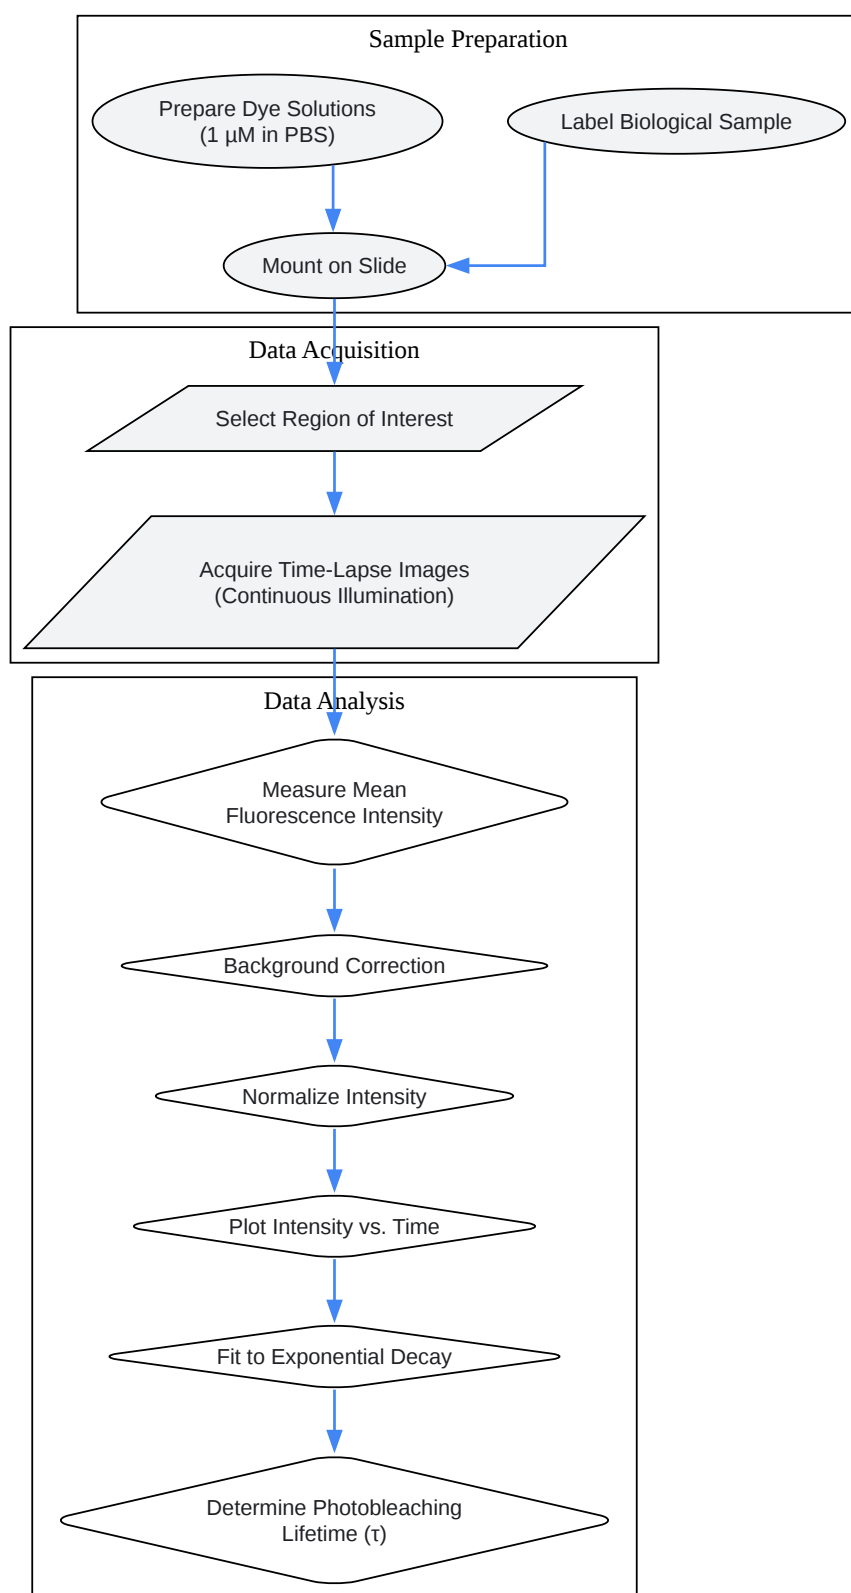 Sample Preparation
Prepare Dye Solutions
(1 µM in PBS)
Label Biological Sample
Mount on Slide
Data Acquisition
Select Region of Interest
Acquire Time-Lapse Images
(Continuous Illumination)
Data Analysis
Measure Mean
Fluorescence Intensity
Background Correction
Normalize Intensity
Plot Intensity vs. Time
Fit to Exponential Decay
Determine Photobleaching
Lifetime (τ)